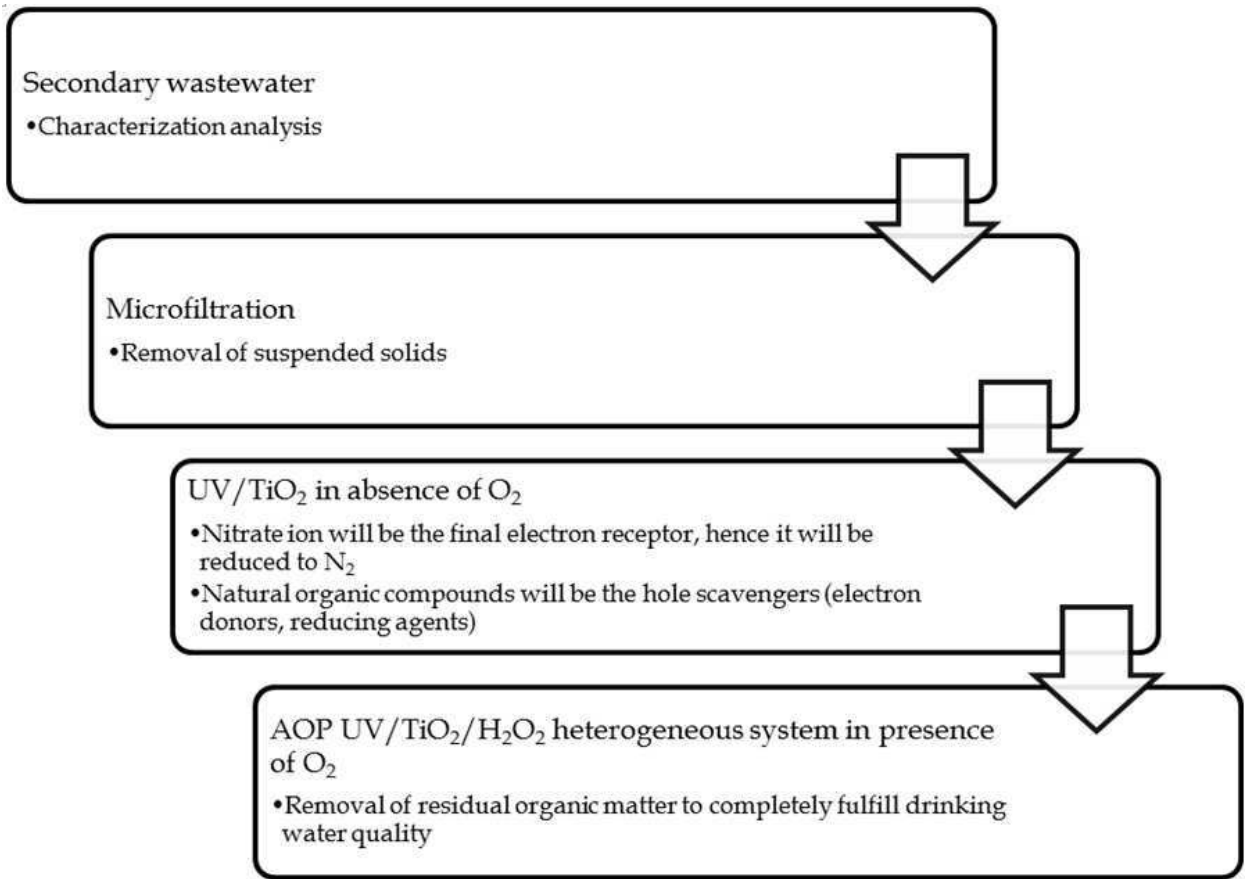 Secondary wastewater
•Characterization analysis
Microfiltration
•Removal of suspended solids
UV/TiO₂ in absence of O₂
•Nitrate ion will be the final electron receptor, hence it will be
reduced to N₂
•Natural organic compounds will be the hole scavengers (electron
donors, reducing agents)
AOP UV/TiO₂/H₂O₂ heterogeneous system in presence
of O₂
•Removal of residual organic matter to completely fulfill drinking
water quality